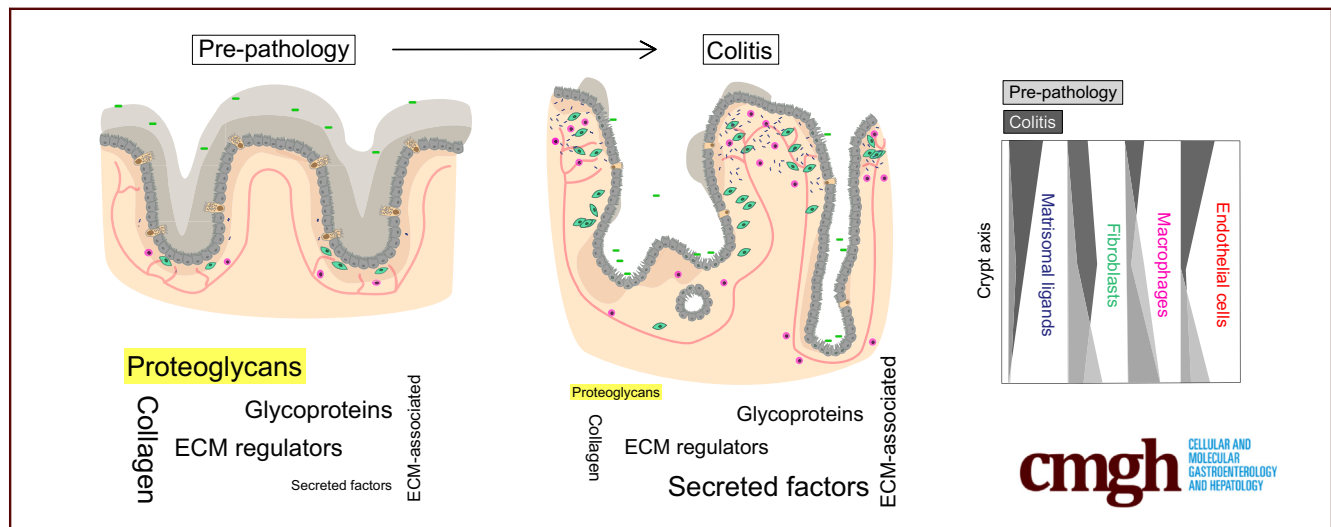 Pre-pathology
Colitis
Proteoglycans
Collagen
Glycoproteins
ECM regulators
Secreted factors
ECM-associated
Proteoglycans
Collagen
Glycoproteins
ECM regulators
Secreted factors
ECM-associated
Pre-pathology
Colitis
Crypt axis
Matrisomal ligands
Fibroblasts
Macrophages
Endothelial cells
cmgh
CELLULAR AND
MOLECULAR
GASTROENTEROLOGY
AND HEPATOLOGY